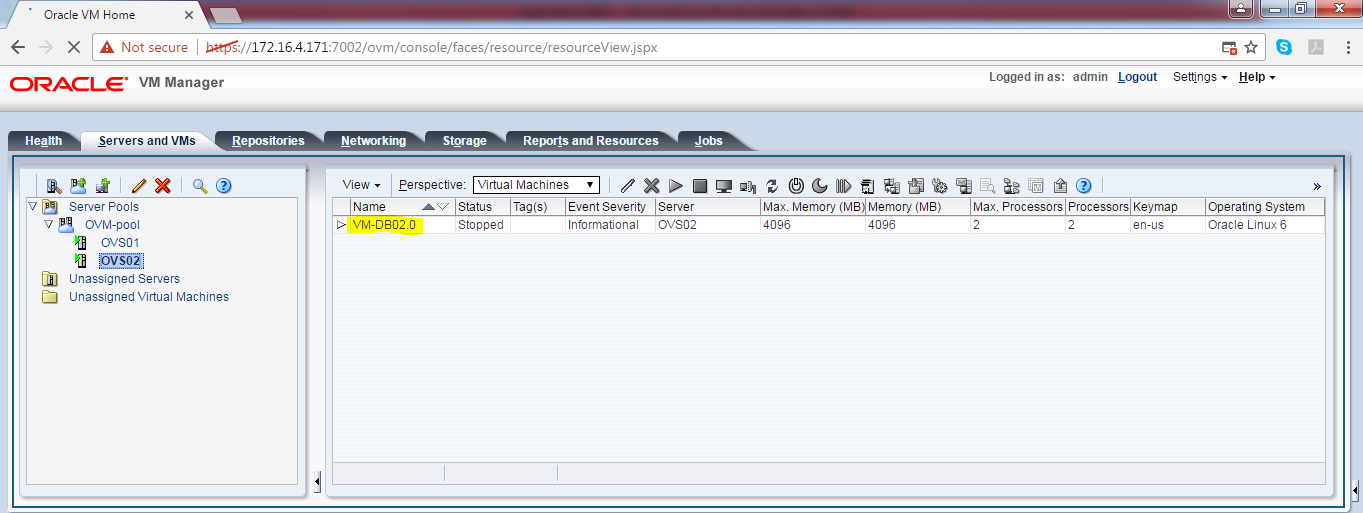 Oracle VM Home
Not secure https://172.16.4.171:7002/ovm/console/faces/resource/resourceView.jspx
ORACLE VM Manager
Logged in as: admin Logout Settings Help
Health Servers and VMs Repositories Networking Storage Reports and Resources Jobs
View Perspective: Virtual Machines »
Server Pools
OVM-pool
OVS01
OVS02
Unassigned Servers
Unassigned Virtual Machines
Name Status Tag(s) Event Severity Server Max. Memory (MB) Memory (MB) Max. Processors Processors Keymap Operating System
VM-DB02.0 Stopped Informational OVS02 4096 4096 2 2 en-us Oracle Linux 6